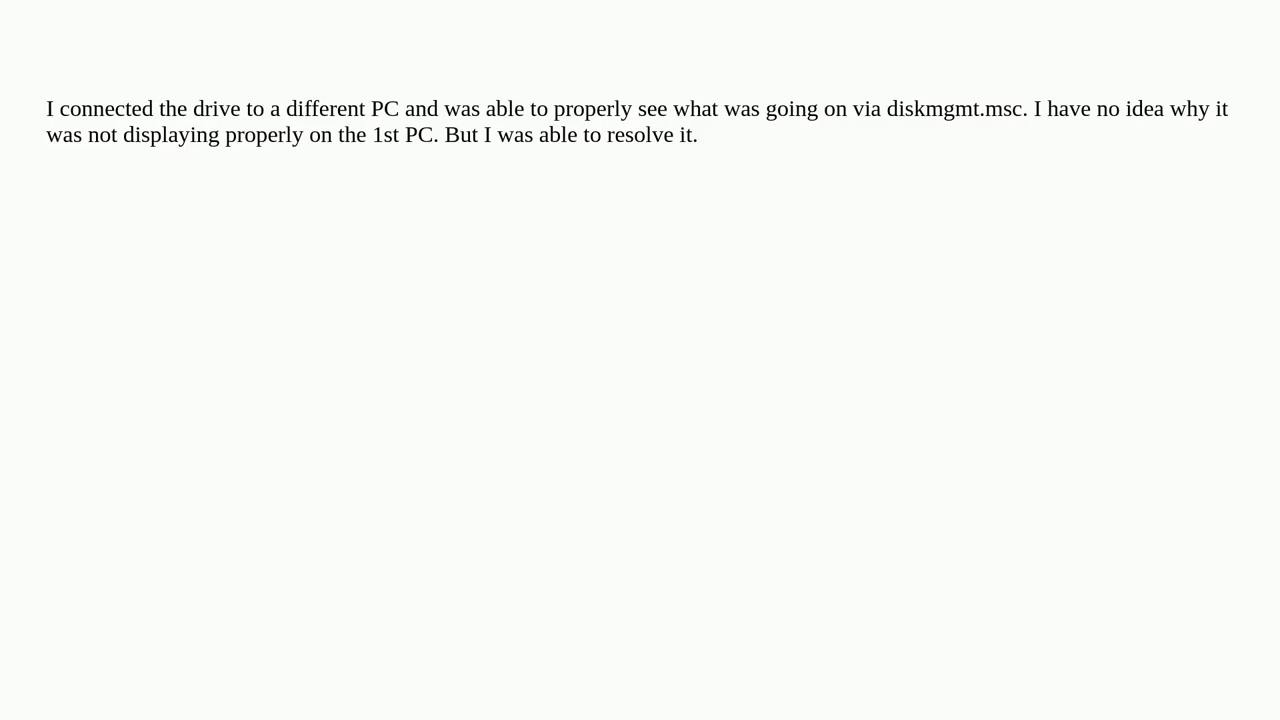 I connected the drive to a different PC and was able to properly see what was going on via diskmgmt.msc. I have no idea why it
was not displaying properly on the 1st PC. But I was able to resolve it.